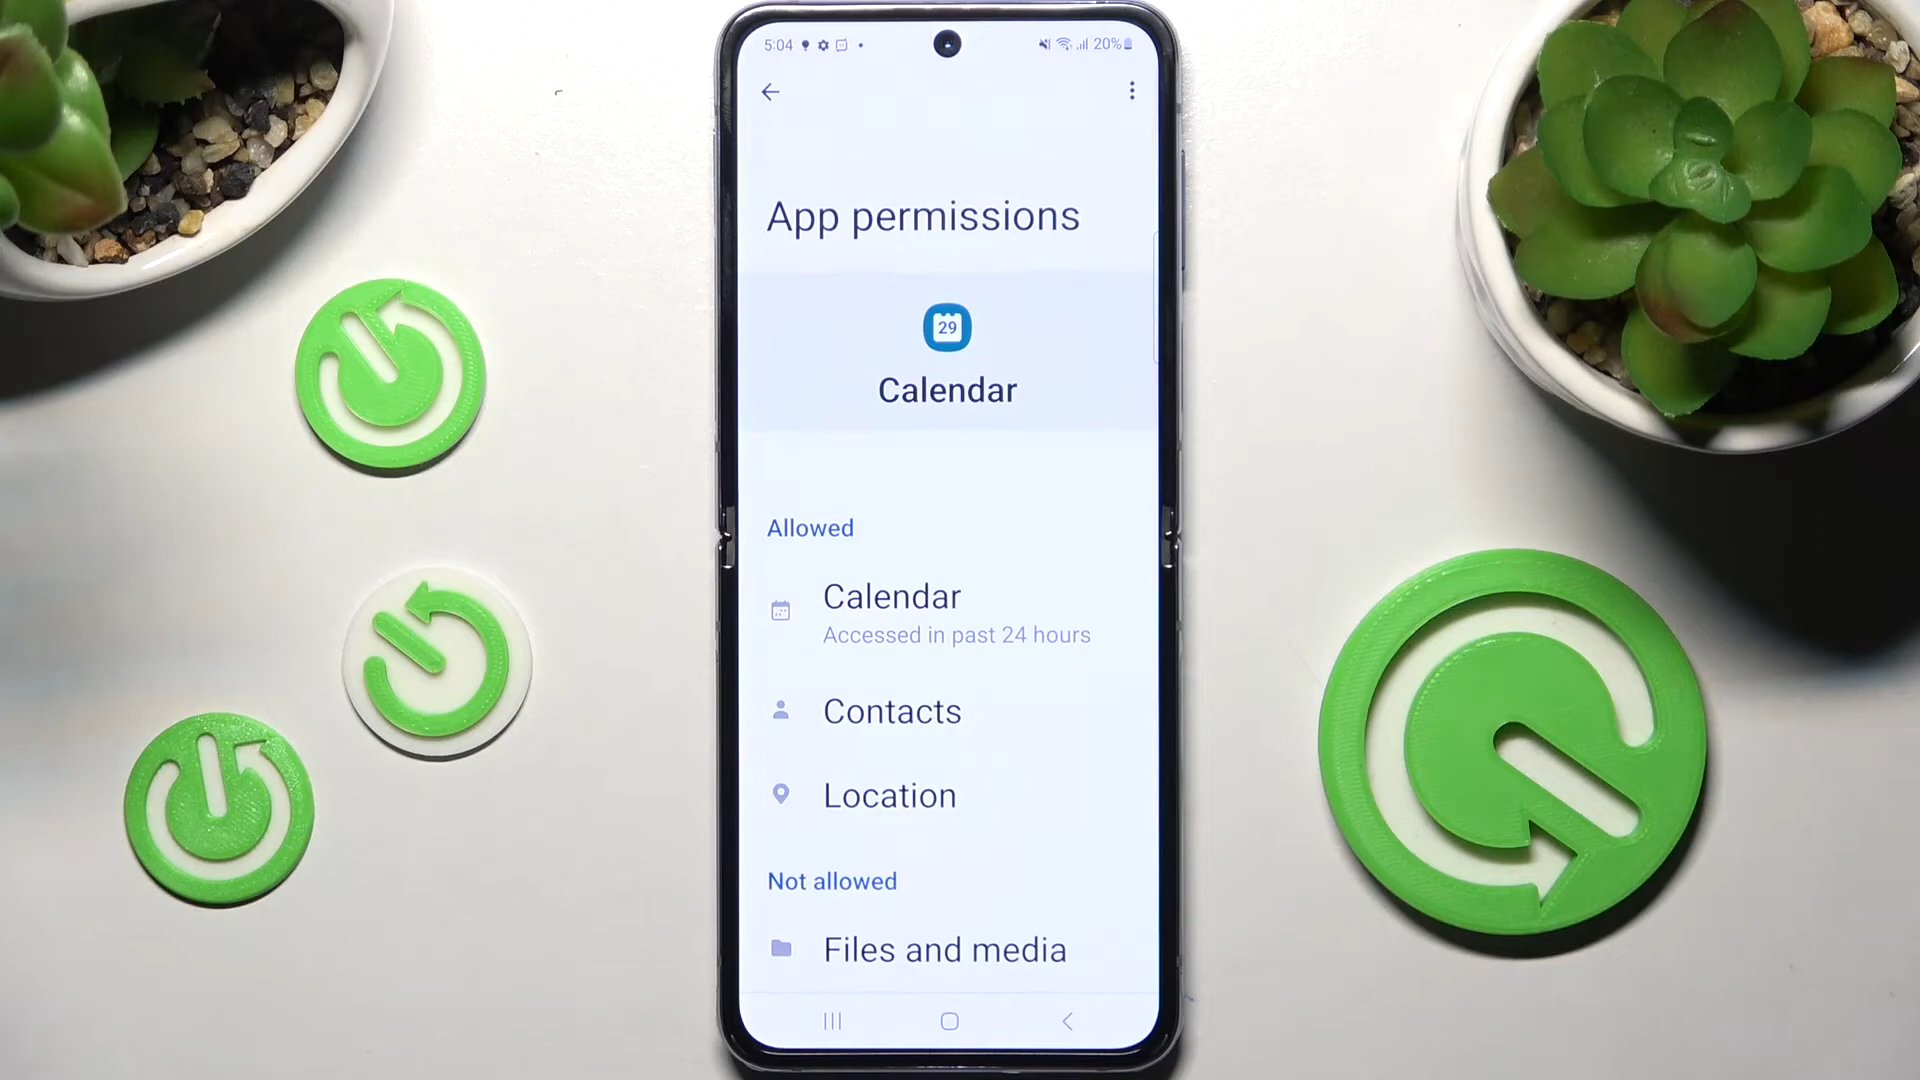 5:04
20%
App permissions
29
Calendar
Allowed
Calendar
Accessed in past 24 hours
Contacts
Location
Not allowed
Files and media